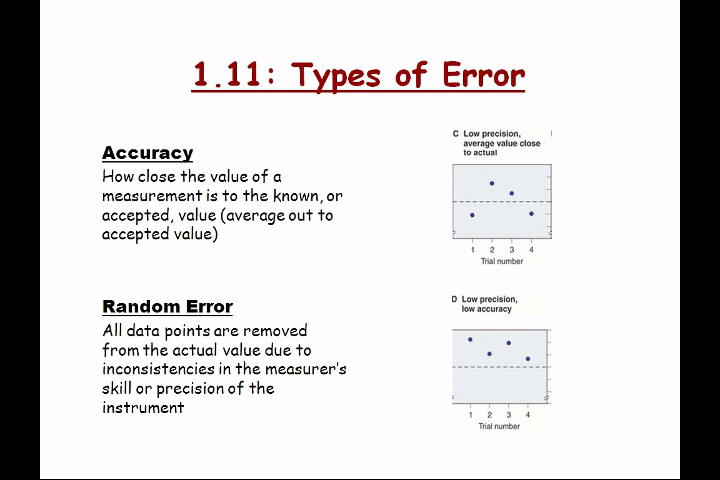 1.11: Types of Error
Accuracy
How close the value of a
measurement is to the known, or
accepted, value (average out to
accepted value)
C Low precision,
average value close
to actual
1 2 3 4
Trial number
Random Error
All data points are removed
from the actual value due to
inconsistencies in the measurer's
skill or precision of the
instrument
D Low precision,
low accuracy
1 2 3 4
Trial number